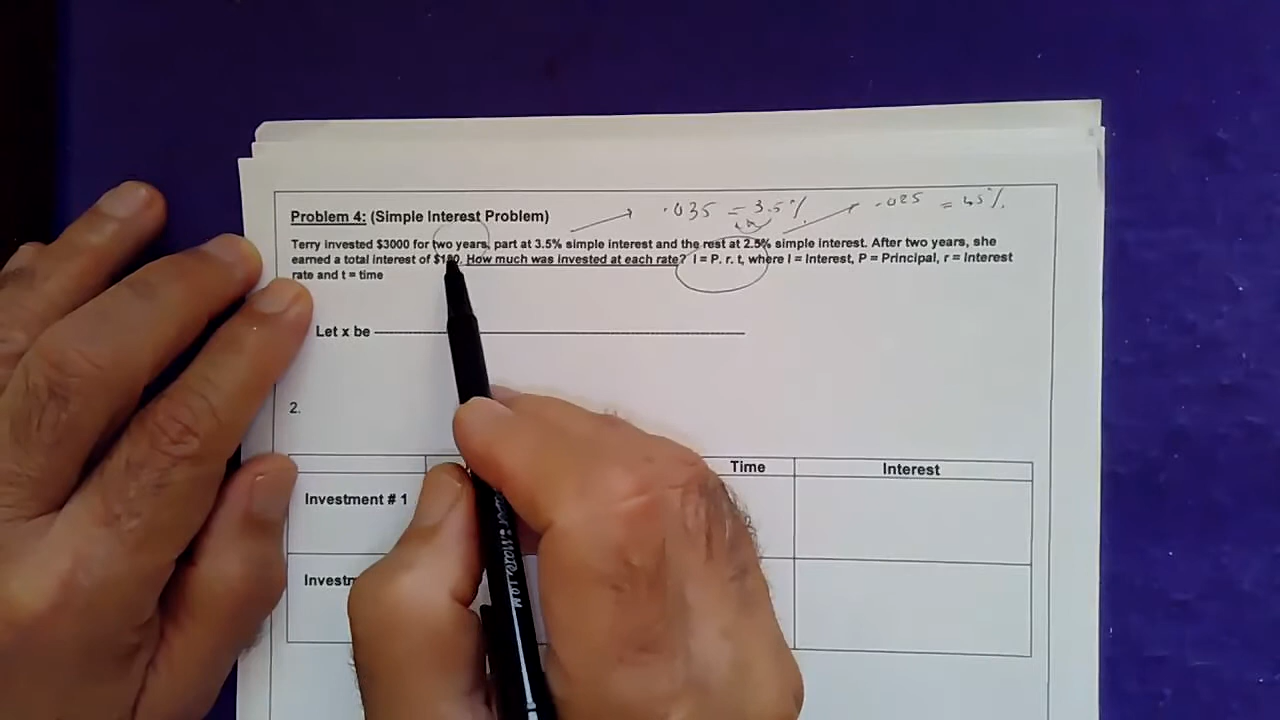 .035 = 3.5% .025 = 2.5%
Problem 4: (Simple Interest Problem)
Terry invested $3000 for two years, part at 3.5% simple interest and the rest at 2.5% simple interest. After two years, she
earned a total interest of $180. How much was invested at each rate? I = P. r. t, where I = Interest, P = Principal, r = Interest
rate and t = time
Let x be
2.
Time Interest
Investment # 1